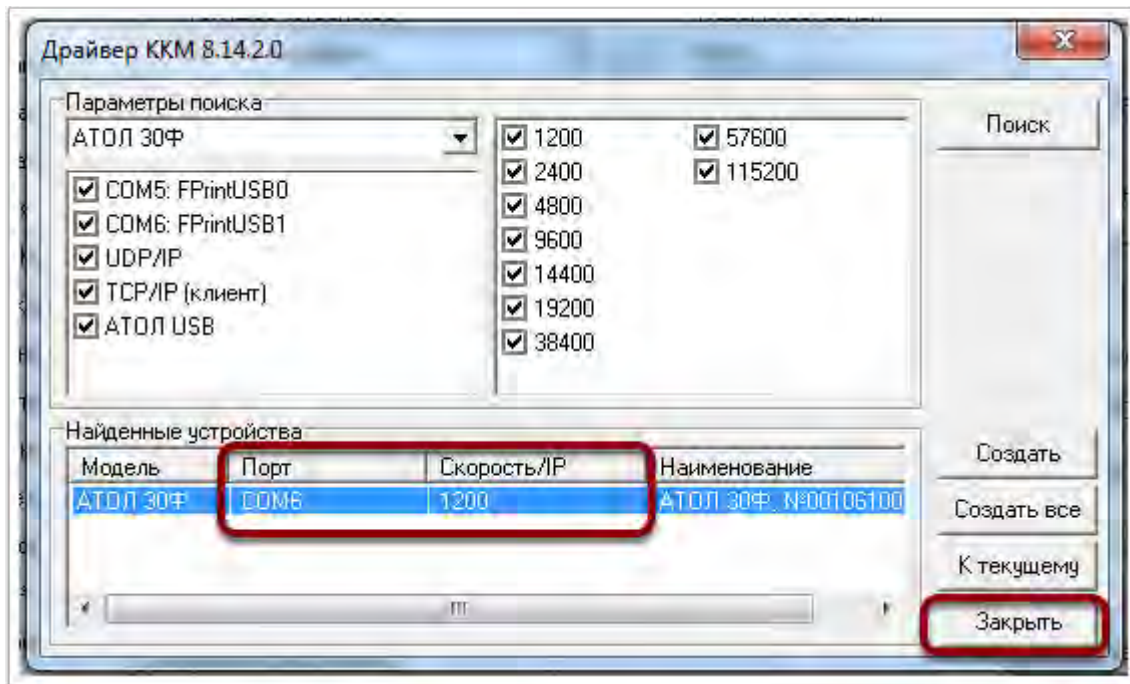 Драйвер ККМ 8.14.2.0
Параметры поиска
АТОЛ 30Ф
COM5: FPrintUSB0
COM6: FPrintUSB1
UDP/IP
TCP/IP (клиент)
АТОЛ USB
1200
2400
4800
9600
14400
19200
38400
57600
115200
Поиск
Найденные устройства
Модель Порт Скорость/IP Наименование
АТОЛ 30Ф COM6 1200 АТОЛ 30Ф, №00106100
Создать
Создать все
К текущему
Закрыть